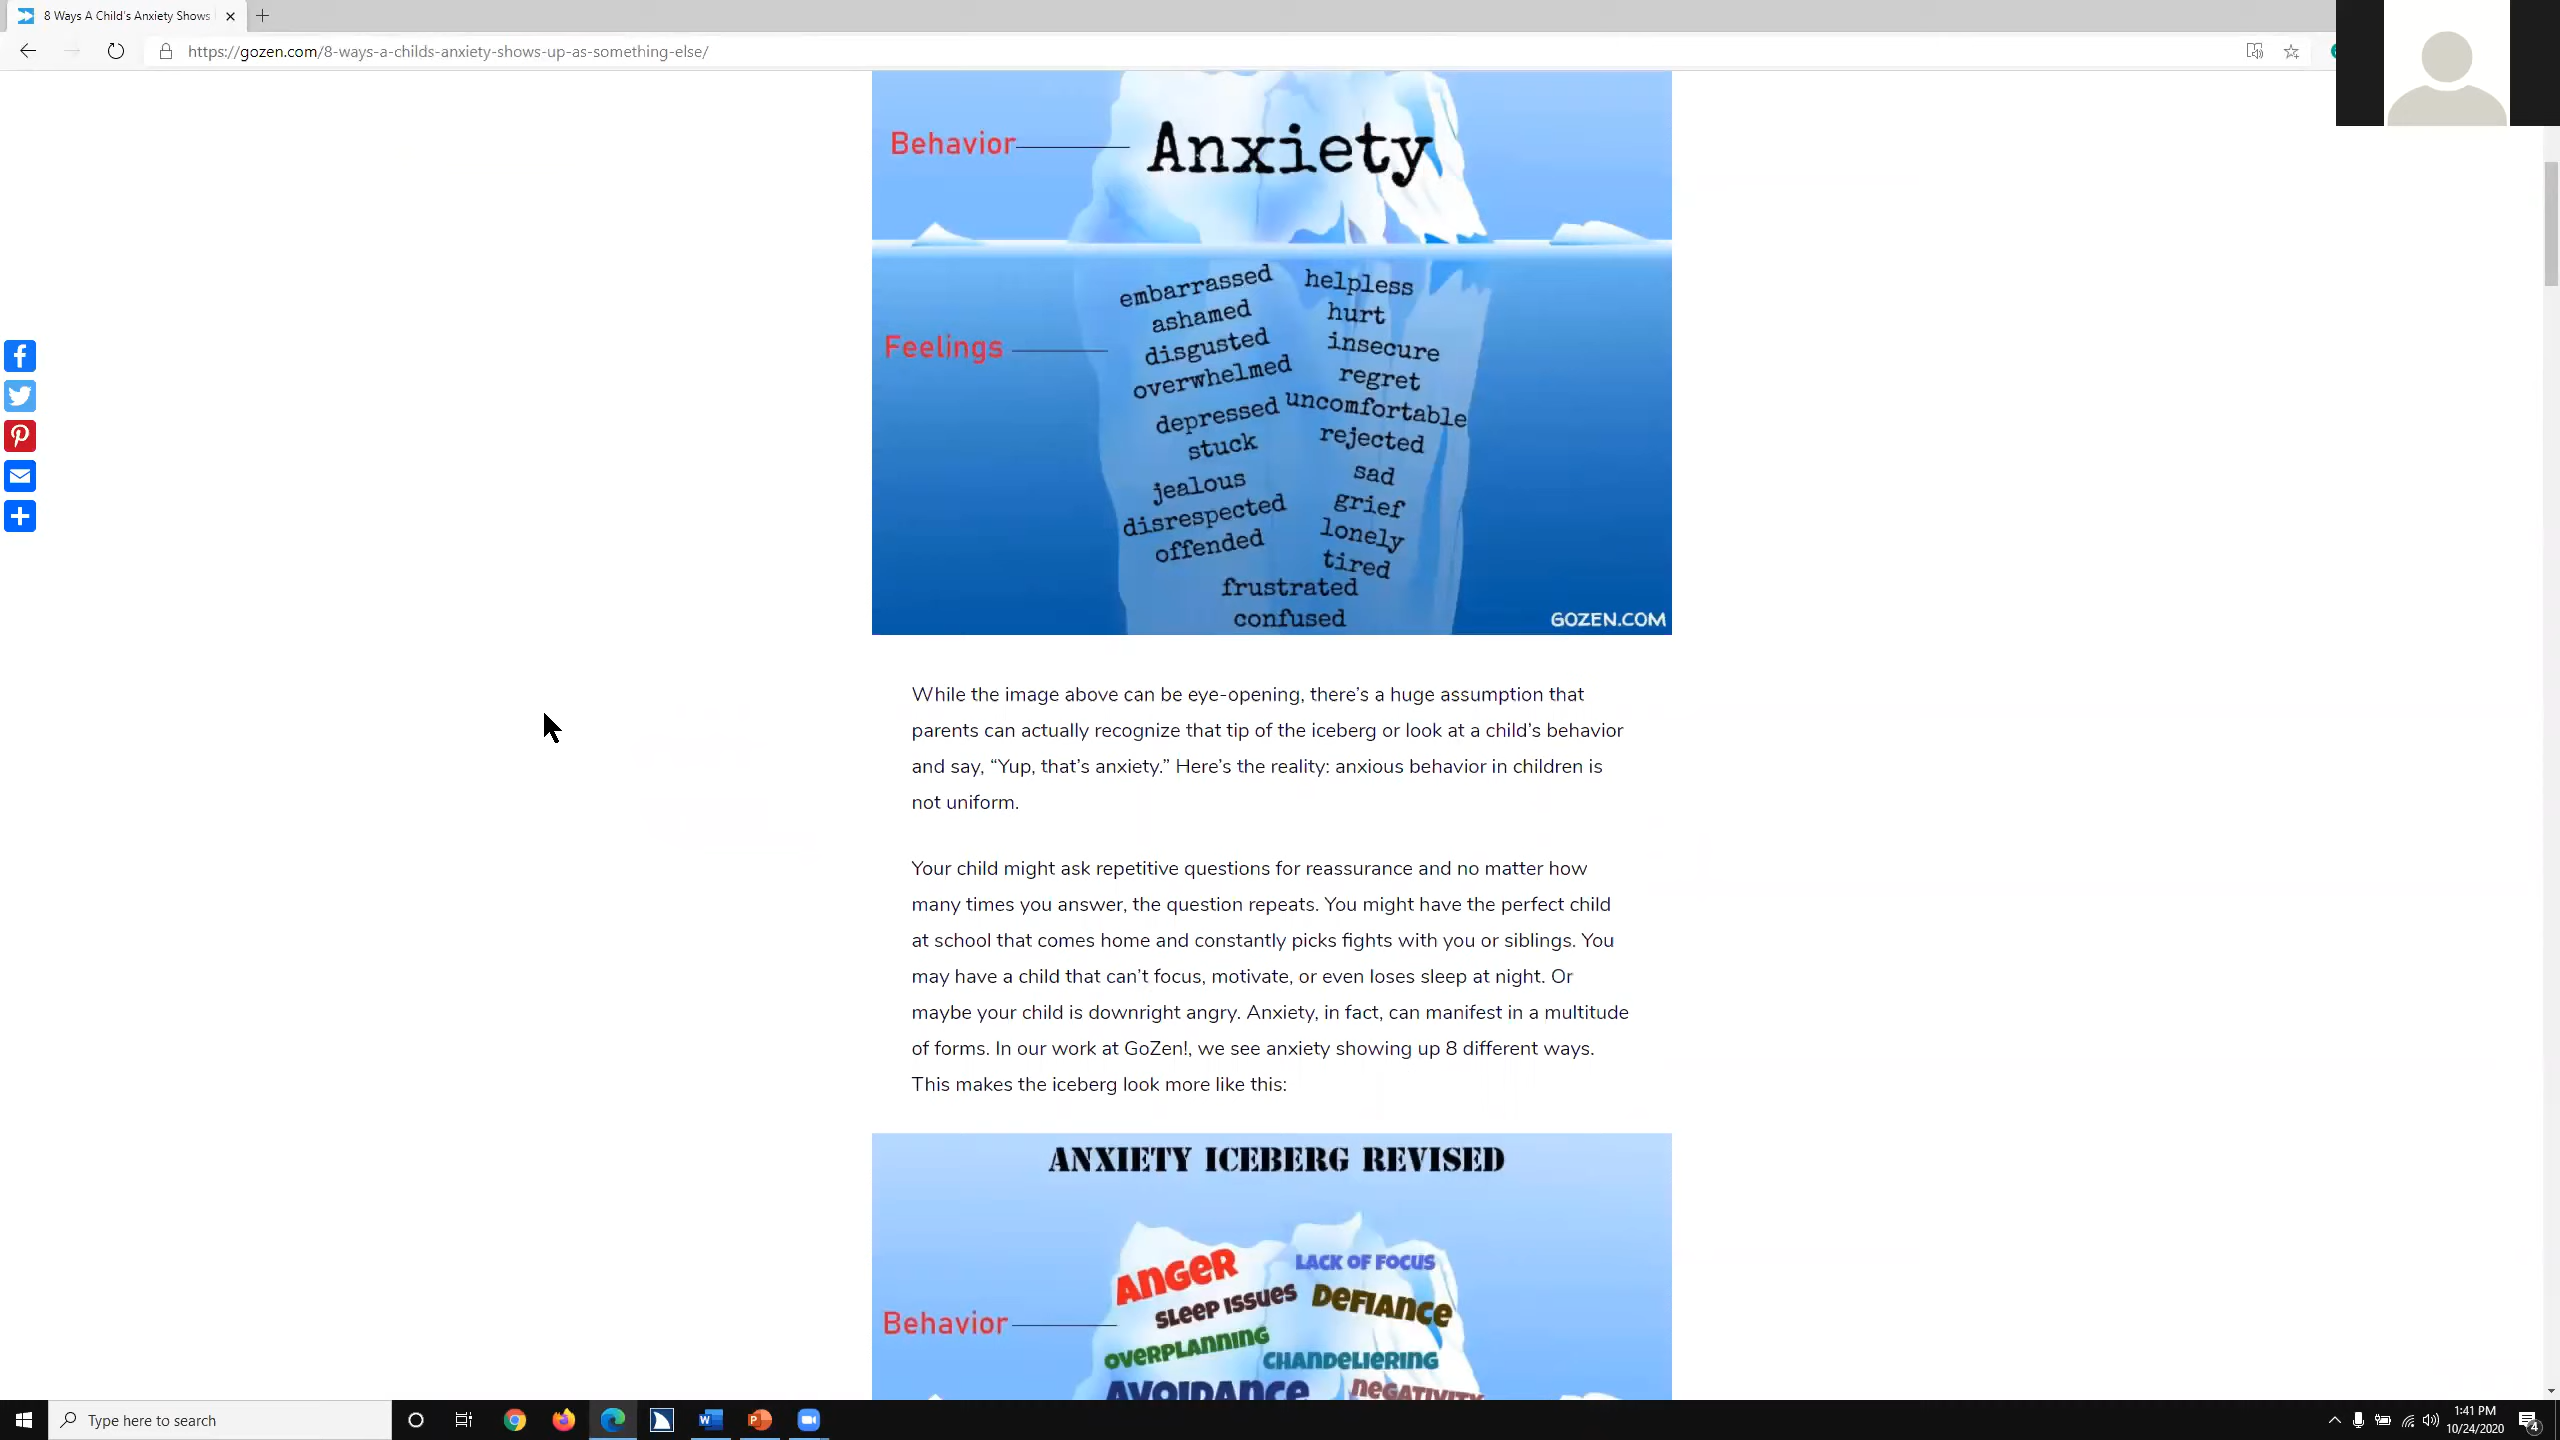 8 Ways A Child's Anxiety Shows
https://gozen.com/8-ways-a-childs-anxiety-shows-up-as-something-else/
Behavior
Anxiety
Feelings
embarrassed
ashamed
disgusted
overwhelmed
depressed
stuck
jealous
disrespected
offended
helpless
hurt
insecure
regret
uncomfortable
rejected
sad
grief
lonely
tired
frustrated
confused
GOZEN.COM
While the image above can be eye-opening, there’s a huge assumption that
parents can actually recognize that tip of the iceberg or look at a child’s behavior
and say, “Yup, that’s anxiety.” Here’s the reality: anxious behavior in children is
not uniform.
Your child might ask repetitive questions for reassurance and no matter how
many times you answer, the question repeats. You might have the perfect child
at school that comes home and constantly picks fights with you or siblings. You
may have a child that can’t focus, motivate, or even loses sleep at night. Or
maybe your child is downright angry. Anxiety, in fact, can manifest in a multitude
of forms. In our work at GoZen!, we see anxiety showing up 8 different ways.
This makes the iceberg look more like this:
ANXIETY ICEBERG REVISED
Behavior
ANGER
LACK OF FOCUS
SLEEP ISSUES
DEFIANCE
OVERPLANNING
CHANDELIERING
AVOIDANCE
NEGATIVITY
Type here to search
1:41 PM
10/24/2020
4